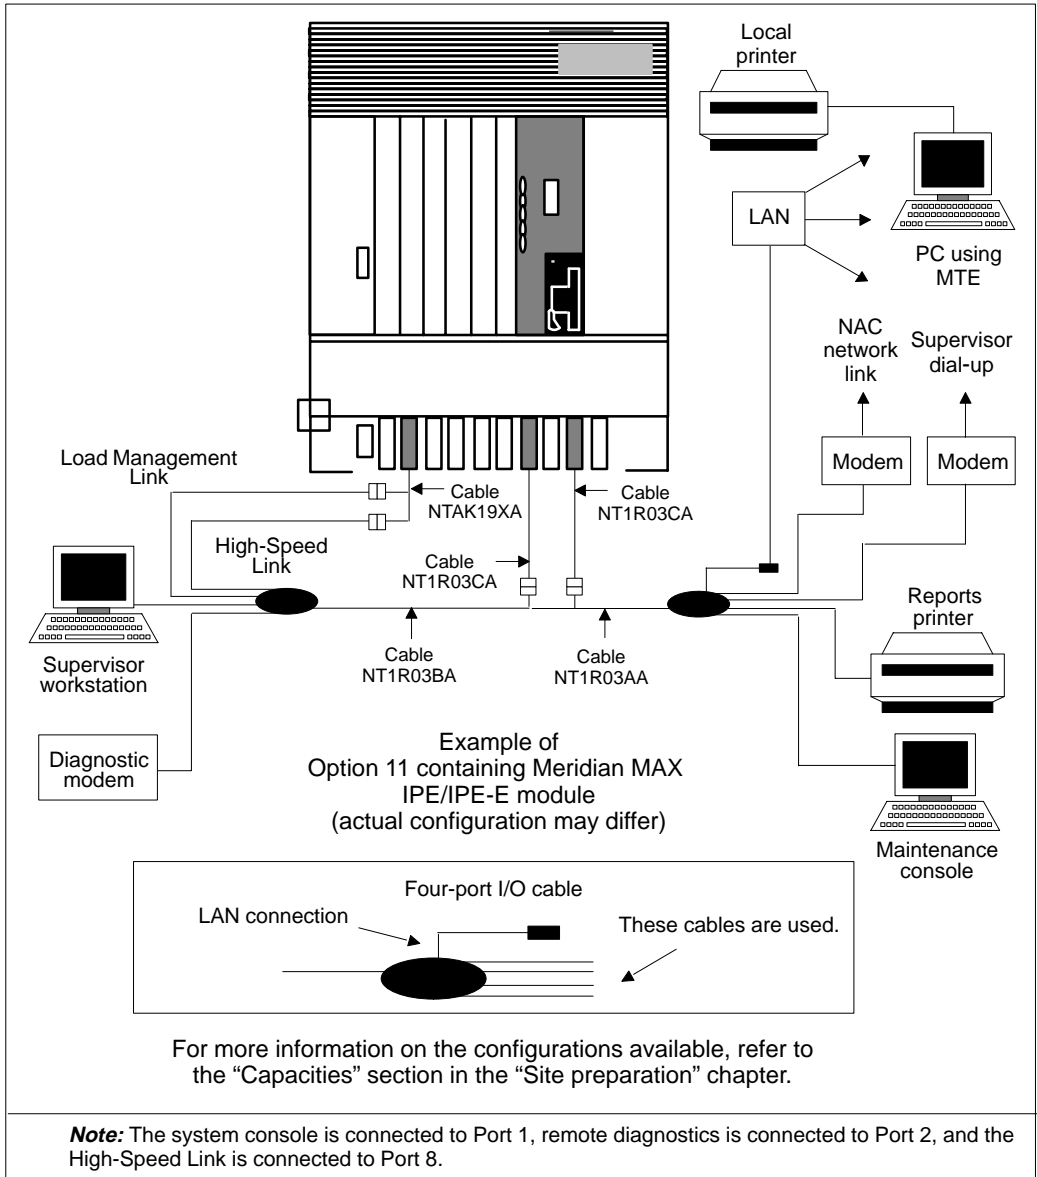 Local
printer
LAN
PC using
MTE
NAC
network
link
Supervisor
dial-up
Modem
Modem
Load Management
Link
Cable
NTAK19XA
Cable
NT1R03CA
High-Speed
Link
Cable
NT1R03CA
Supervisor
workstation
Cable
NT1R03BA
Cable
NT1R03AA
Reports
printer
Diagnostic
modem
Maintenance
console
Example of
Option 11 containing Meridian MAX
IPE/IPE-E module
(actual configuration may differ)
Four-port I/O cable
LAN connection
These cables are used.
For more information on the configurations available, refer to
the “Capacities” section in the “Site preparation” chapter.
Note: The system console is connected to Port 1, remote diagnostics is connected to Port 2, and the
High-Speed Link is connected to Port 8.